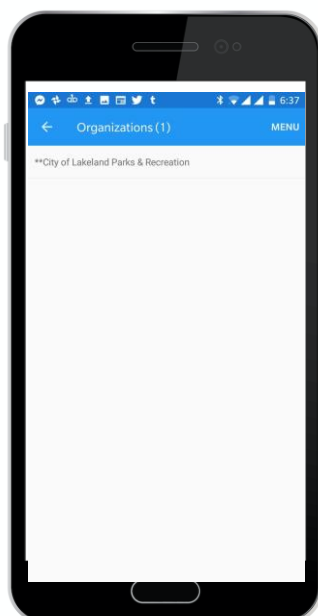 6:37
Organizations (1) MENU
**City of Lakeland Parks & Recreation